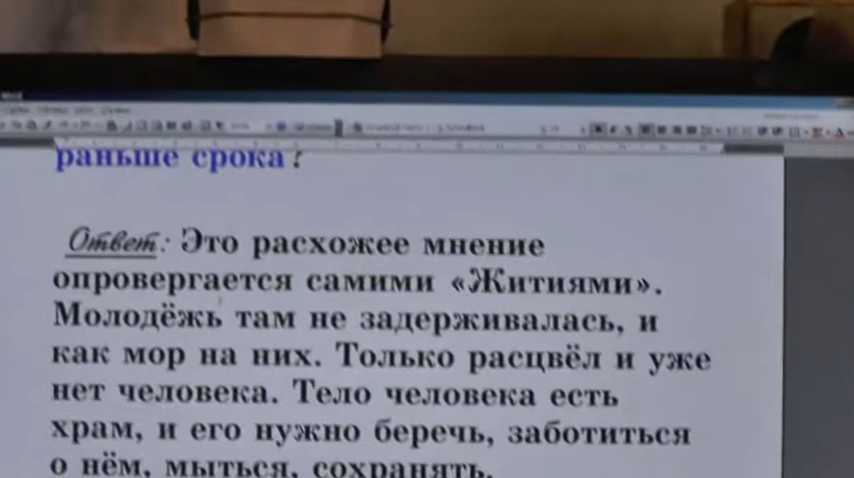 раньше срока?
Ответ: Это расхожее мнение
опровергается самими «Житиями».
Молодёжь там не задерживалась, и
как мор на них. Только расцвёл и уже
нет человека. Тело человека есть
храм, и его нужно беречь, заботиться
о нём, мыться, сохранять.